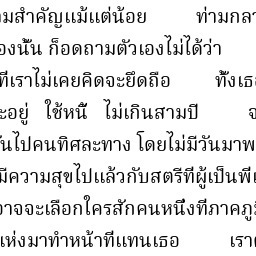 มสำคัญแม้แต่น้อย ท่ามกลา
องนั้น ก็อดถามตัวเองไม่ได้ว่า
ที่เราไม่เคยคิดจะยึดถือ ทั้งเธอ
ะอยู่ ใช้หนี้ ไม่เกินสามปี จ
ันไปคนทิศละทาง โดยไม่มีวันมาพ
มีความสุขไปแล้วกับสตรีที่ผู้เป็นพี่เ
าจจะเลือกใครสักคนหนึ่งที่ภาคภูมิ
แห่งมาทำหน้าที่แทนเธอ เราต